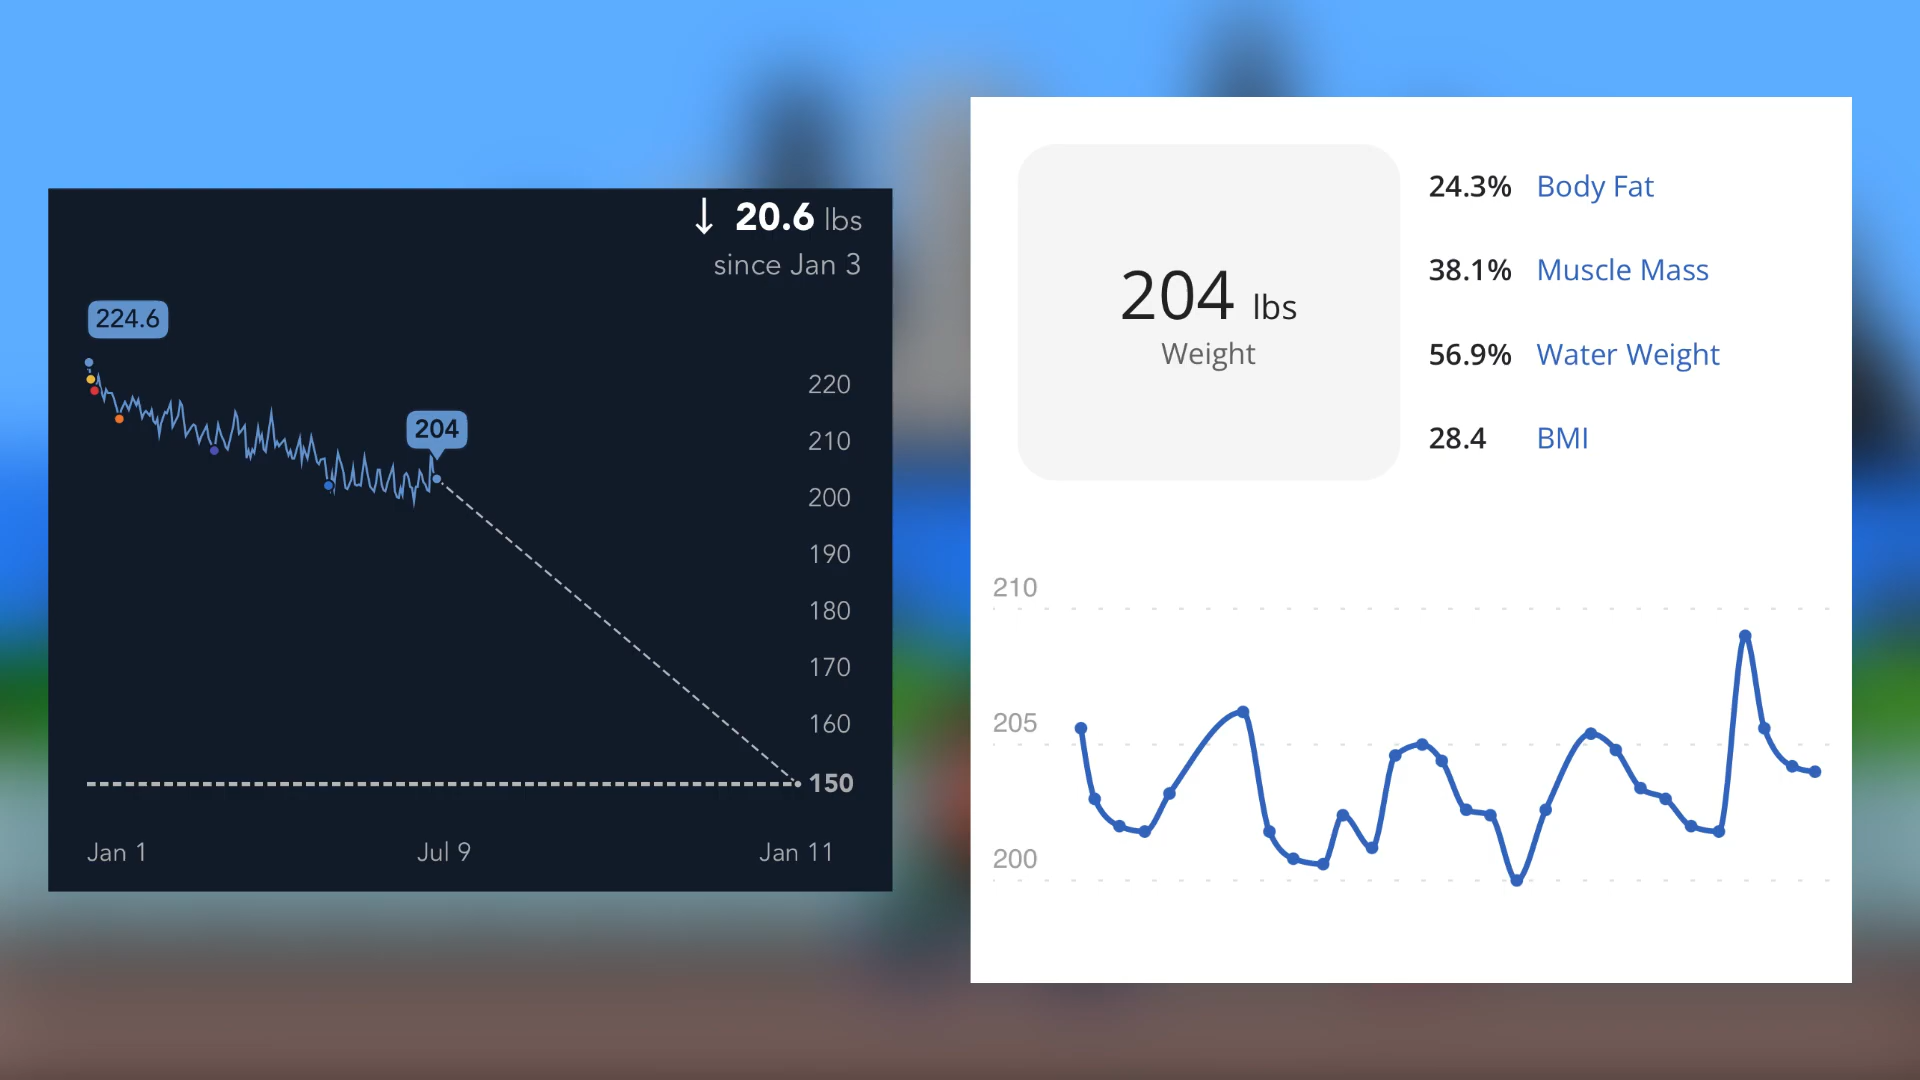 ↓ 20.6 lbs
since Jan 3
224.6
204
220
210
200
190
180
170
160
150
Jan 1
Jul 9
Jan 11
204 lbs
Weight
24.3% Body Fat
38.1% Muscle Mass
56.9% Water Weight
28.4 BMI
210
205
200